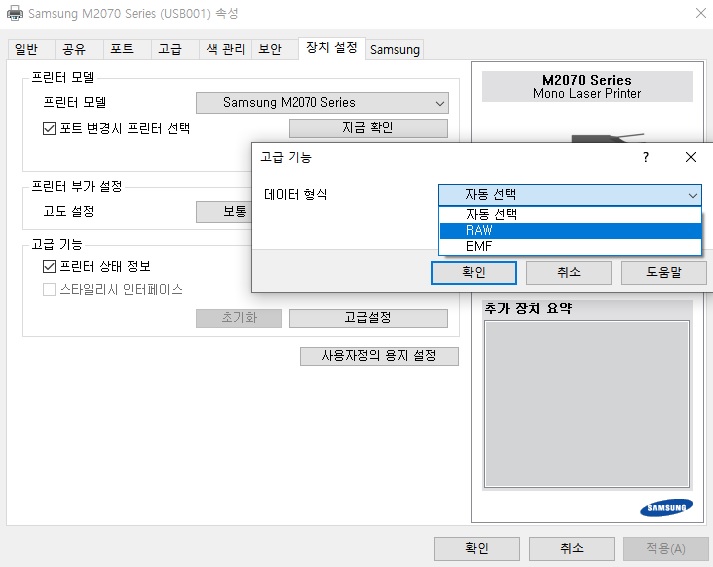 Samsung M2070 Series (USB001) 속성
일반 공유 포트 고급 색 관리 보안 장치 설정 Samsung
프린터 모델
프린터 모델 Samsung M2070 Series
포트 변경시 프린터 선택 지금 확인
프린터 부가 설정
고도 설정 보통
고급 기능
프린터 상태 정보
스타일리시 인터페이스
초기화 고급설정
사용자정의 용지 설정
M2070 Series
Mono Laser Printer
고급 기능 ?
데이터 형식 자동 선택
자동 선택
RAW
EMF
확인 취소 도움말
추가 장치 요약
SAMSUNG
확인 취소 적용(A)